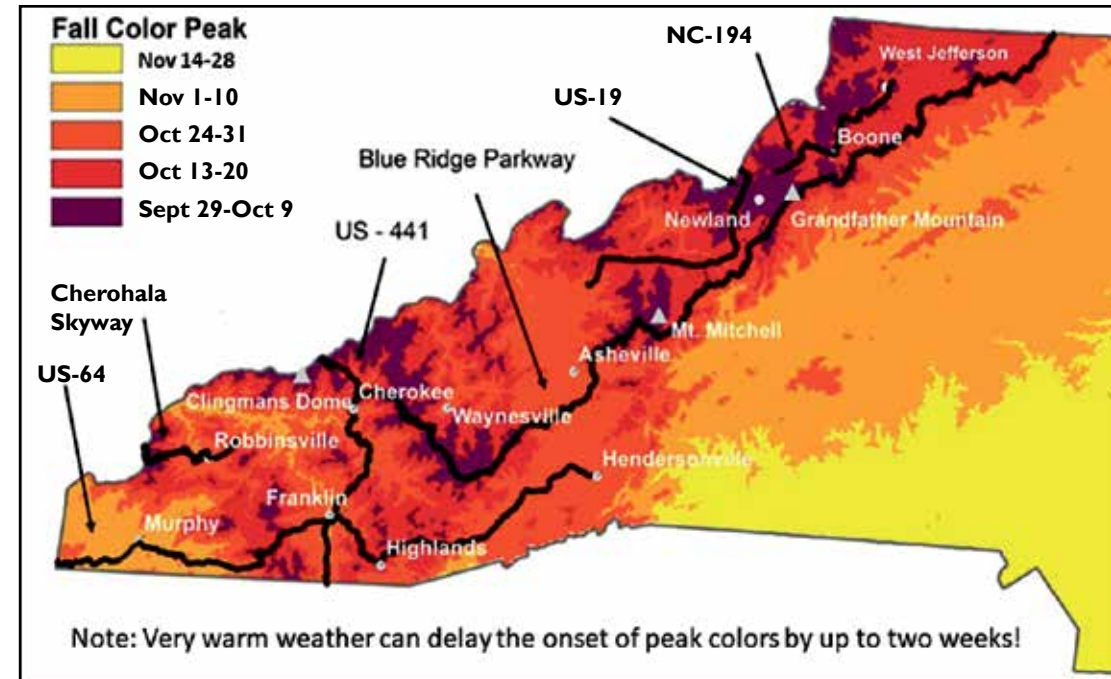 Fall Color Peak
Nov 14-28
Nov 1-10
Oct 24-31
Oct 13-20
Sept 29-Oct 9
NC-194
West Jefferson
US-19
Boone
Blue Ridge Parkway
Newland
Grandfather Mountain
US - 441
Cherohala
Skyway
Mt. Mitchell
Asheville
US-64
Clingmans Dome
Cherokee
Waynesville
Robbinsville
Hendersonville
Franklin
Murphy
Highlands
Note: Very warm weather can delay the onset of peak colors by up to two weeks!